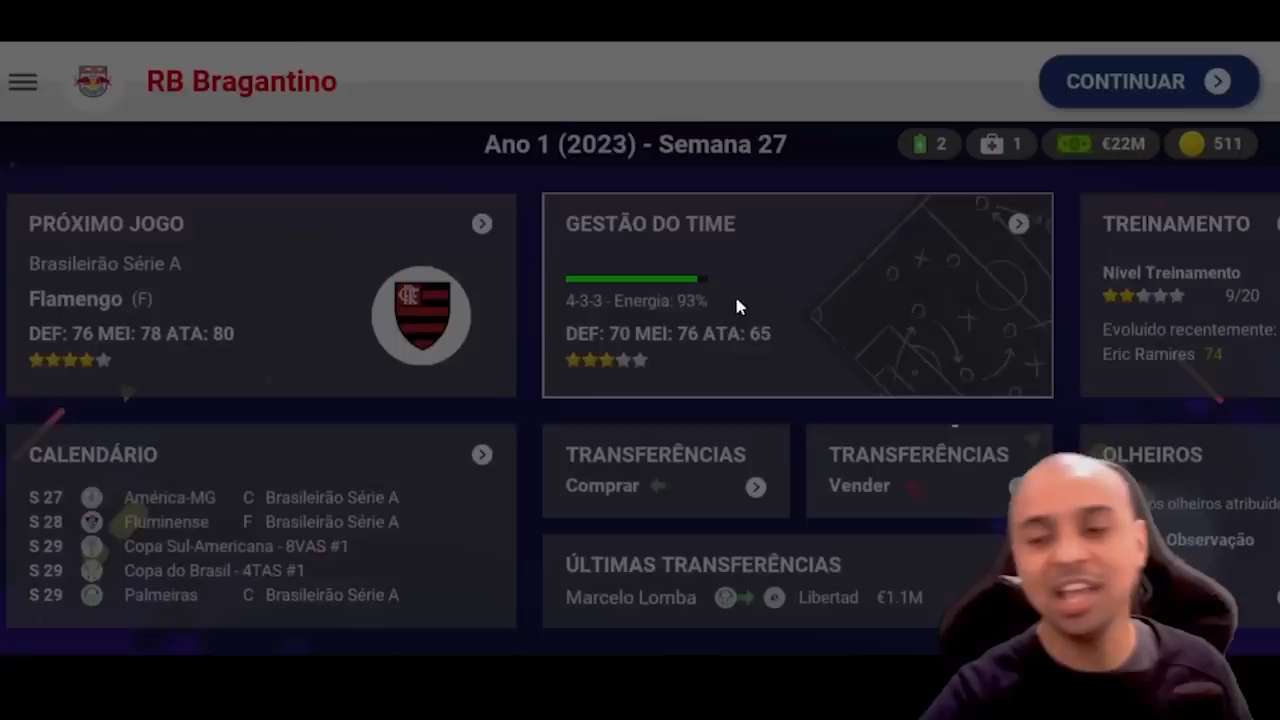 RB Bragantino
CONTINUAR
Ano 1 (2023) - Semana 27
2
1
€22M
511
PRÓXIMO JOGO
Brasileirão Série A
Flamengo (F)
DEF: 76 MEI: 78 ATA: 80
GESTÃO DO TIME
4-3-3 - Energia: 93%
DEF: 70 MEI: 76 ATA: 65
TREINAMENTO
Nível Treinamento
9/20
Evoluído recentemente:
Eric Ramires 74
CALENDÁRIO
S 27 América-MG C Brasileirão Série A
S 28 Fluminense F Brasileirão Série A
S 29 Copa Sul-Americana - 8VAS #1
S 29 Copa do Brasil - 4TAS #1
S 29 Palmeiras C Brasileirão Série A
TRANSFERÊNCIAS
Comprar
TRANSFERÊNCIAS
Vender
ÚLTIMAS TRANSFERÊNCIAS
Marcelo Lomba Libertad €1.1M
OLHEIROS
olheiros atribuíd
Observação